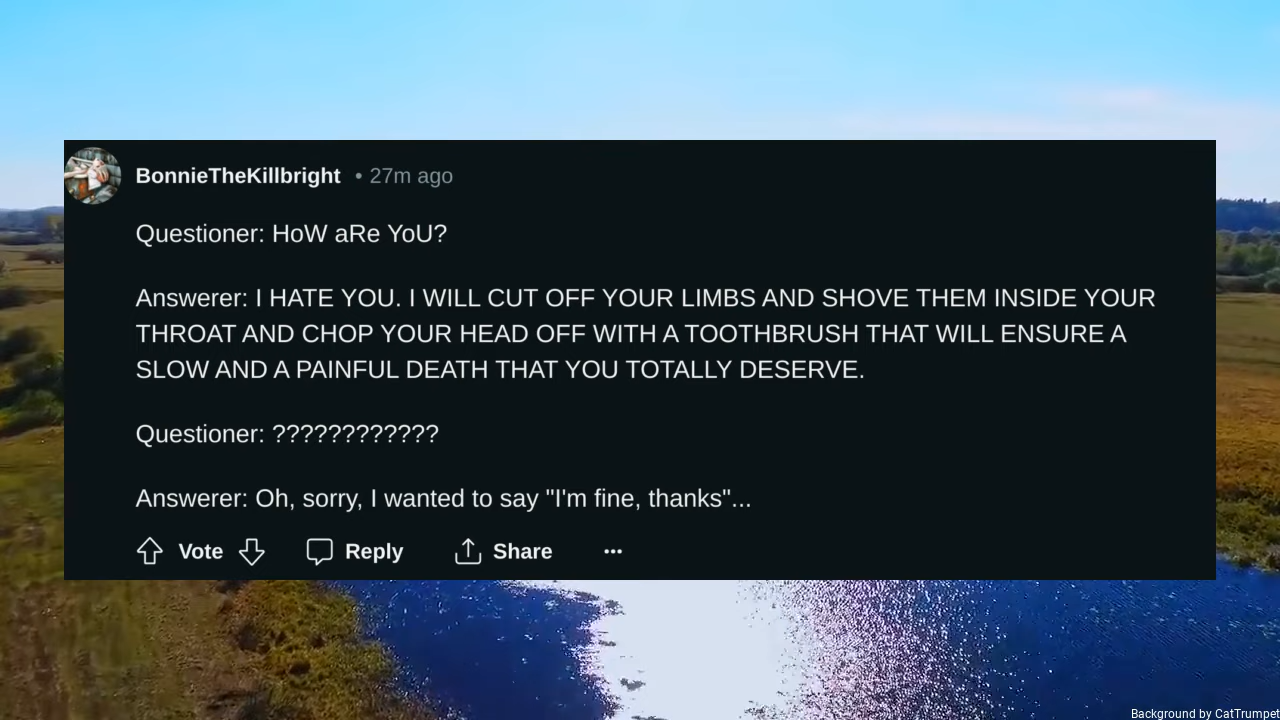 BonnieTheKillbright • 27m ago
Questioner: HoW aRe YoU?
Answerer: I HATE YOU. I WILL CUT OFF YOUR LIMBS AND SHOVE THEM INSIDE YOUR
THROAT AND CHOP YOUR HEAD OFF WITH A TOOTHBRUSH THAT WILL ENSURE A
SLOW AND A PAINFUL DEATH THAT YOU TOTALLY DESERVE.
Questioner: ????????????
Answerer: Oh, sorry, I wanted to say "I'm fine, thanks"...
Vote Reply Share ···
Background by CatTrumpet